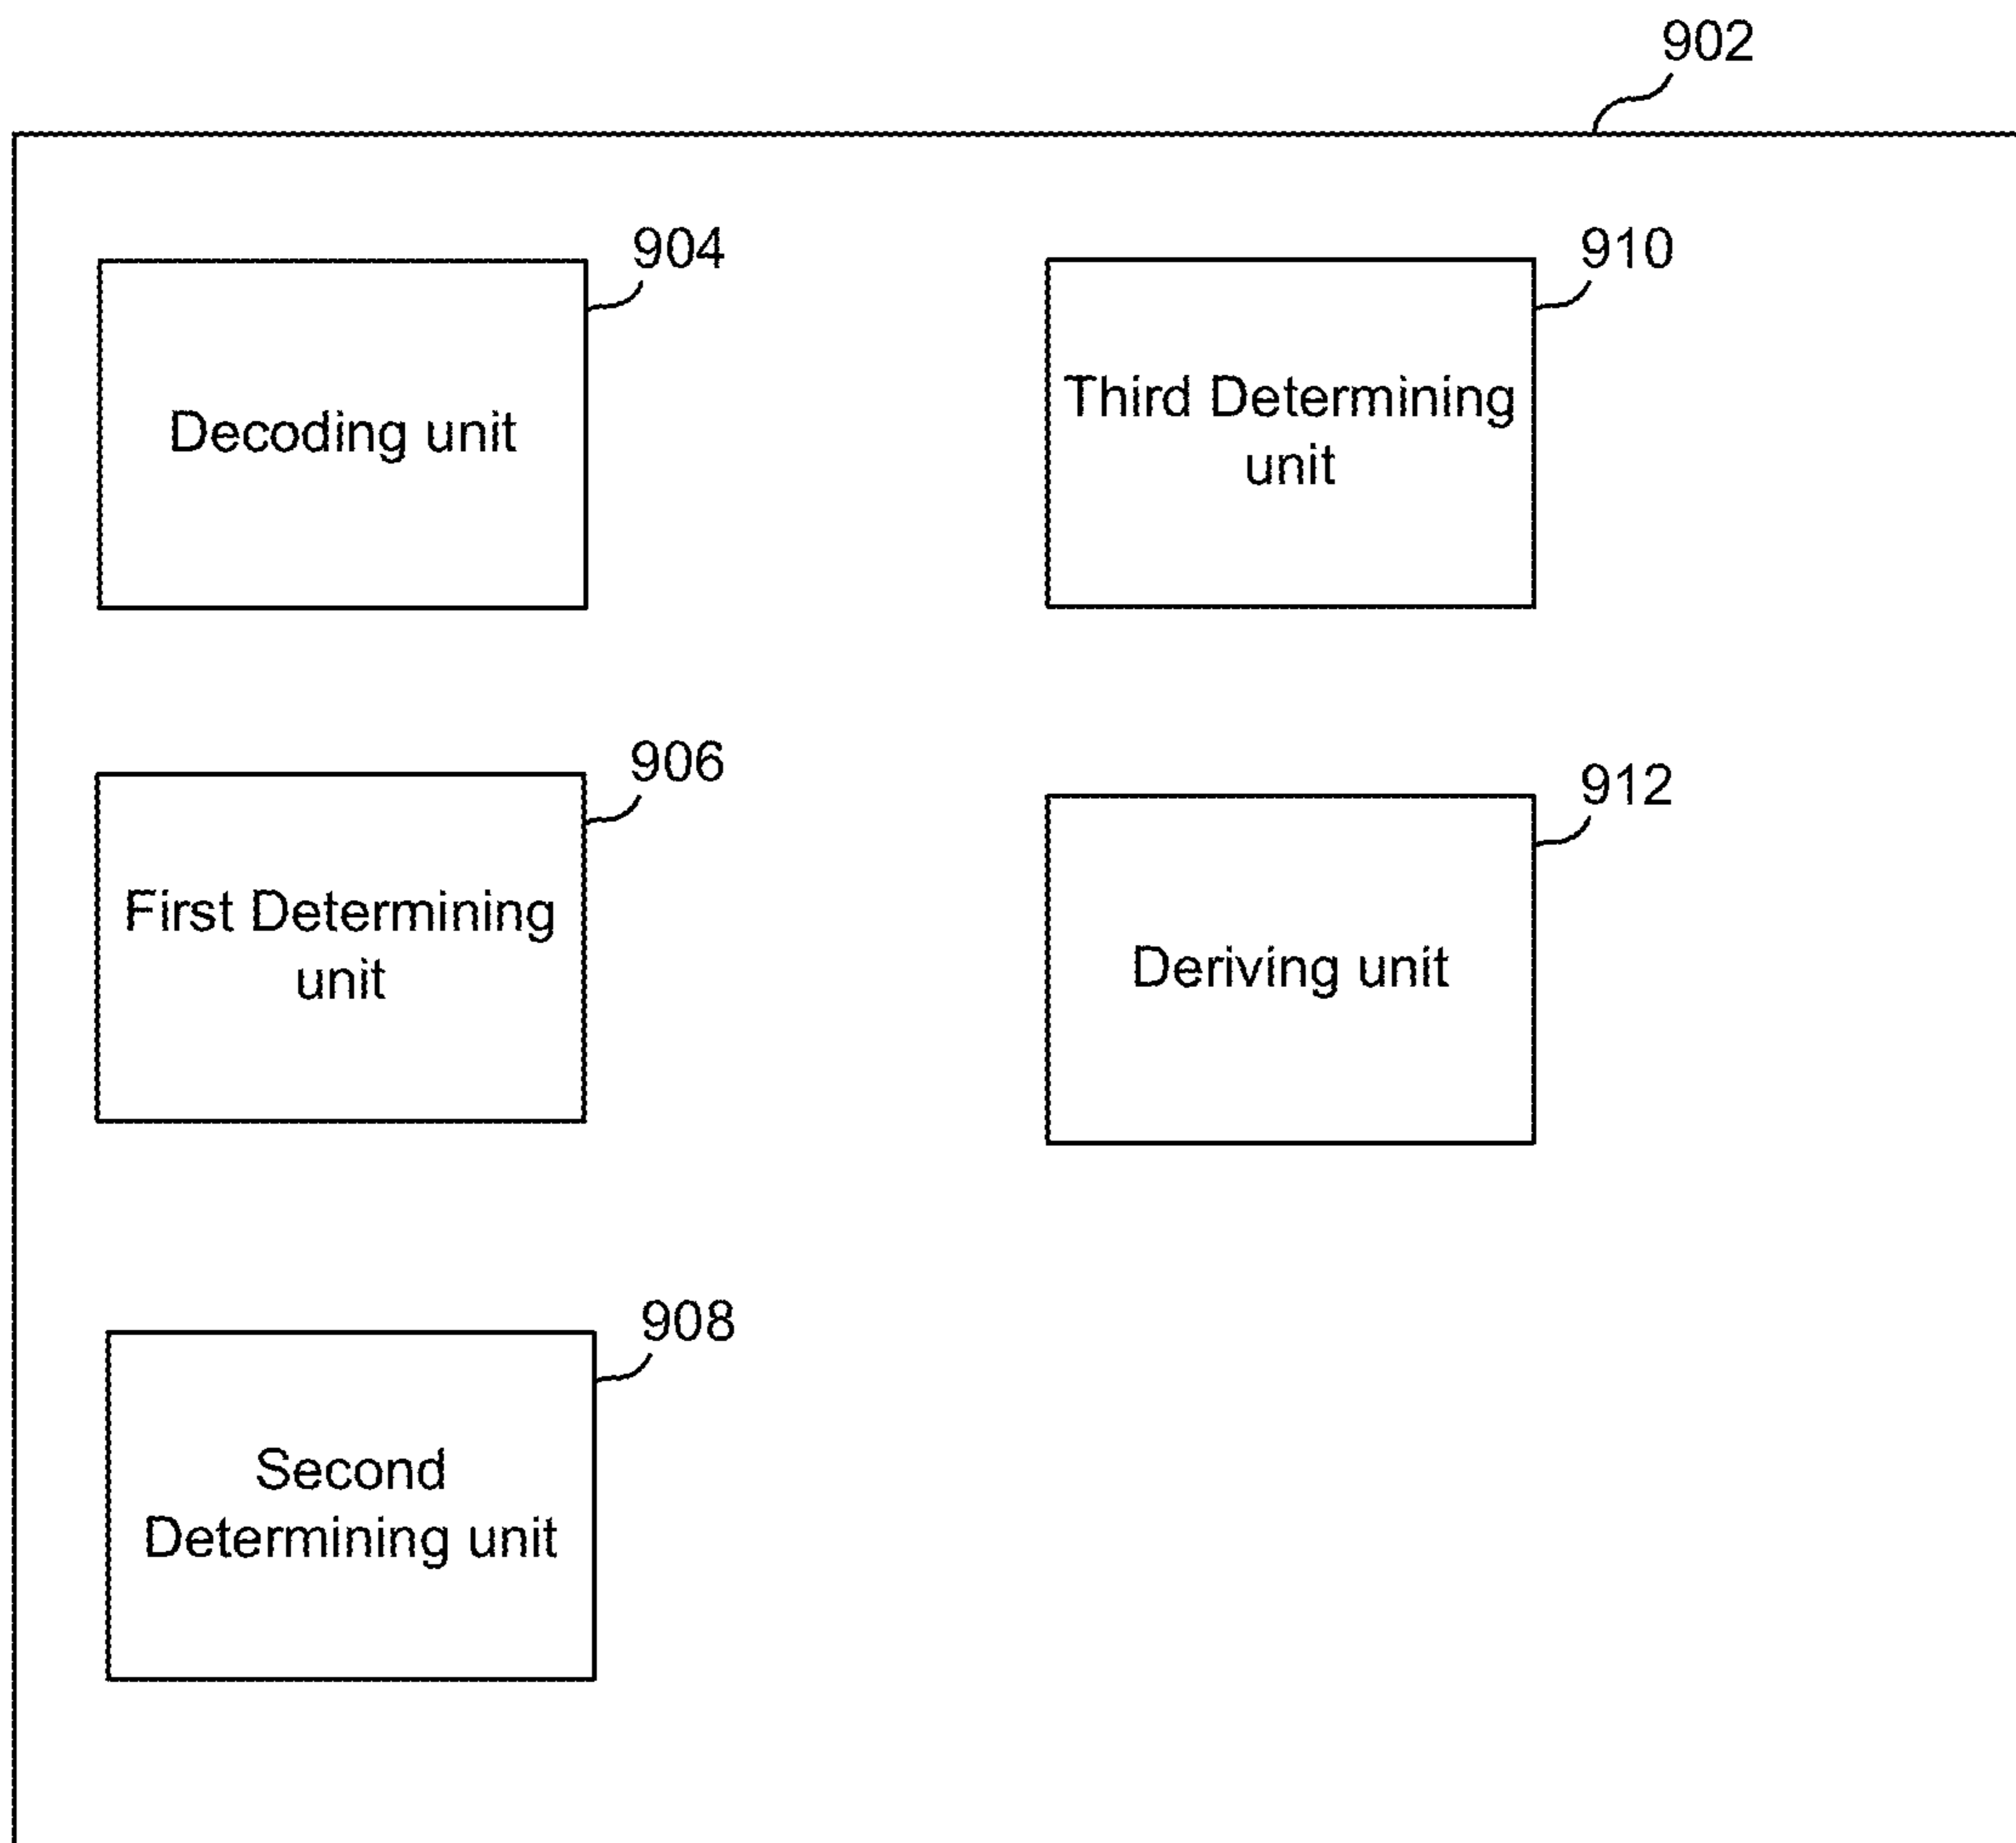 902
904
Decoding unit
910
Third Determining
unit
906
First Determining
unit
912
Deriving unit
908
Second
Determining unit